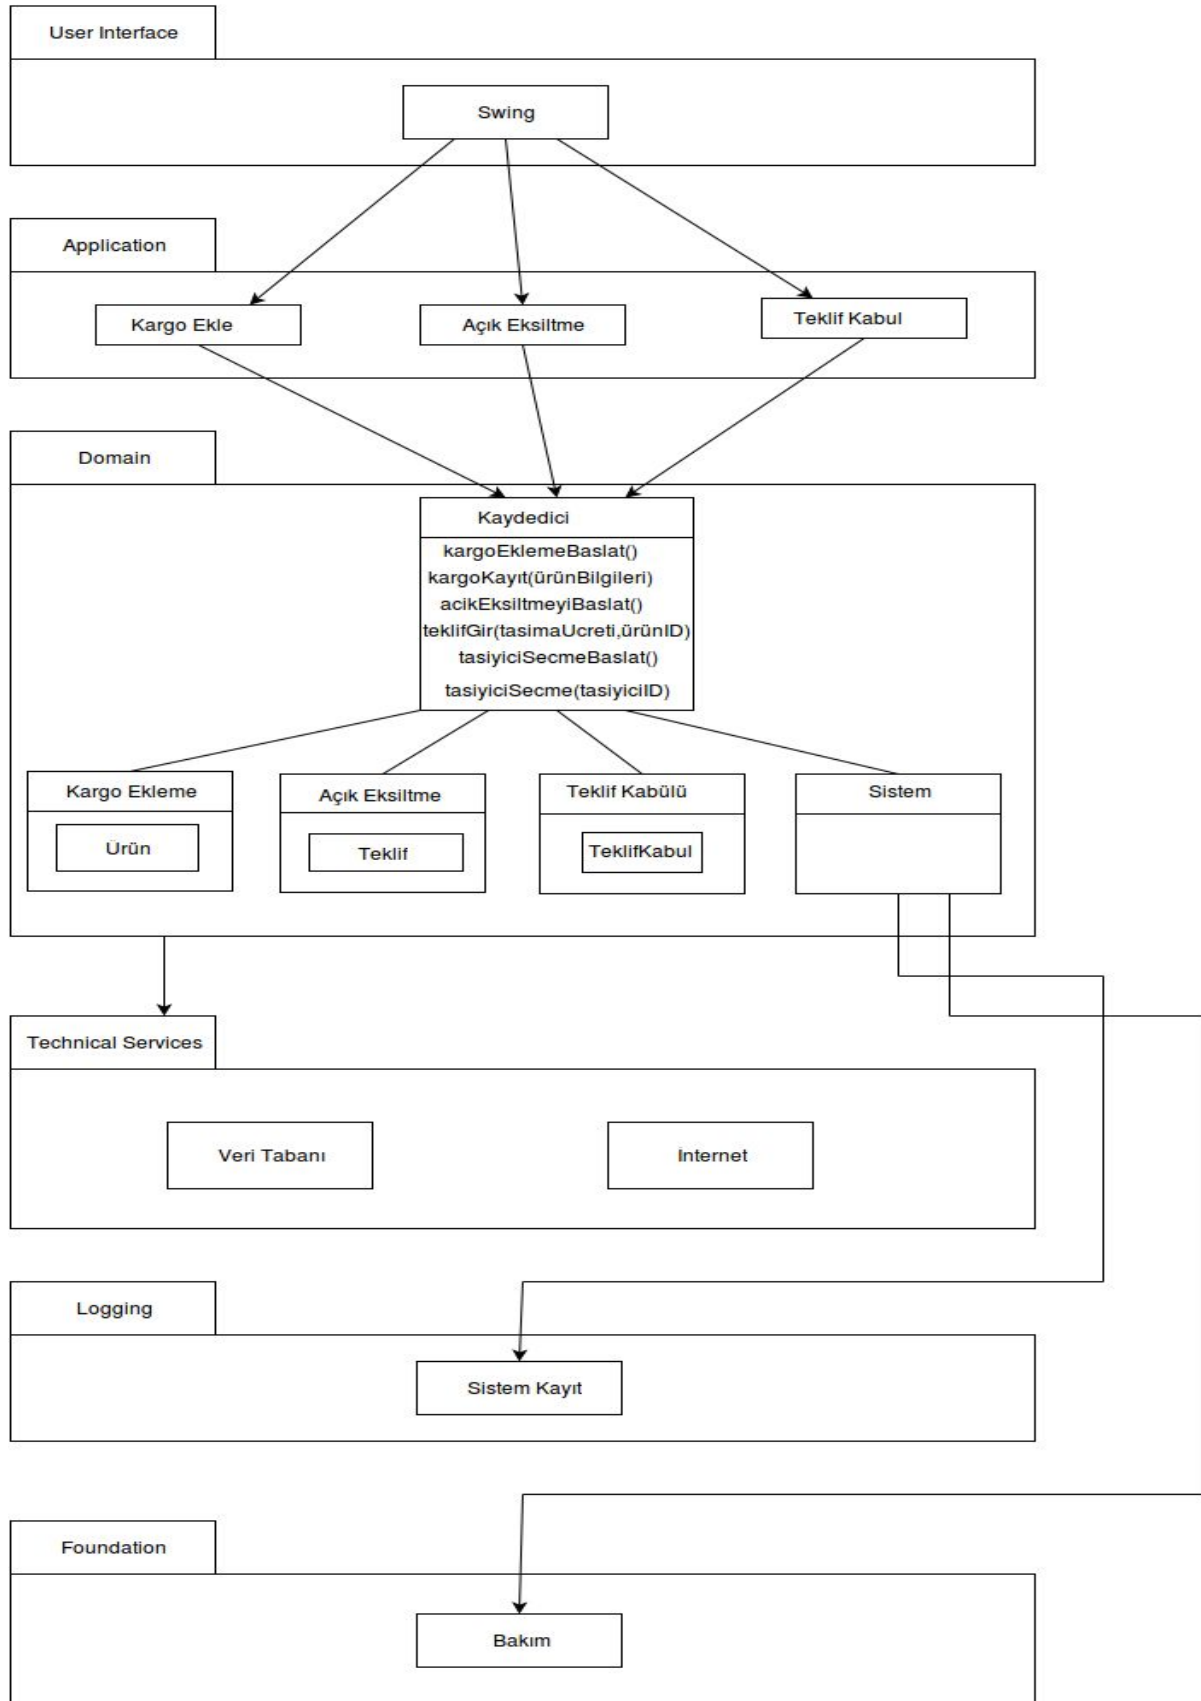 User Interface
Swing
Application
Kargo Ekle
Açık Eksiltme
Teklif Kabul
Domain
Kaydedici
kargoEklemeBaslat()
kargoKayıt(ürünBilgileri)
acikEksiltmeyiBaslat()
teklifGir(tasimaUcreti,ürünID)
tasiyiciSecmeBaslat()
tasiyiciSecme(tasiyiciID)
Kargo Ekleme
Ürün
Açık Eksiltme
Teklif
Teklif Kabülü
TeklifKabul
Sistem
Technical Services
Veri Tabanı
İnternet
Logging
Sistem Kayıt
Foundation
Bakım